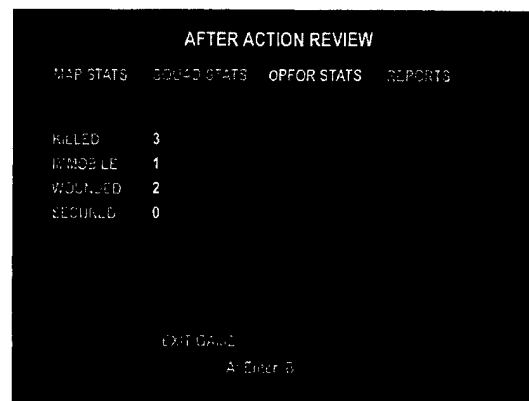 AFTER ACTION REVIEW
MAP STATS SQUAD STATS OPFOR STATS REPORTS
KILLED 3
IMMOBILE 1
WOUNDED 2
SECURED 0
EXIT GAME
A: Enter B